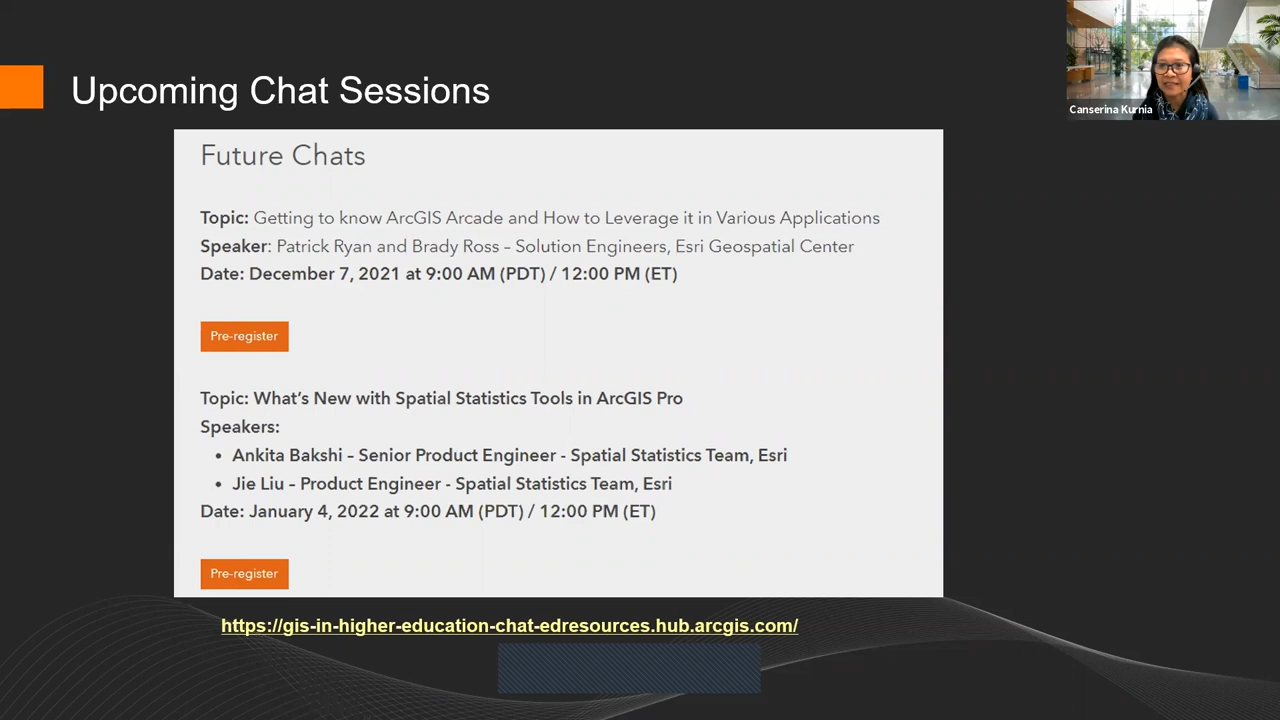 Upcoming Chat Sessions
Canserina Kurnia
Future Chats
Topic: Getting to know ArcGIS Arcade and How to Leverage it in Various Applications
Speaker: Patrick Ryan and Brady Ross – Solution Engineers, Esri Geospatial Center
Date: December 7, 2021 at 9:00 AM (PDT) / 12:00 PM (ET)
Pre-register
Topic: What's New with Spatial Statistics Tools in ArcGIS Pro
Speakers:
• Ankita Bakshi – Senior Product Engineer - Spatial Statistics Team, Esri
• Jie Liu – Product Engineer - Spatial Statistics Team, Esri
Date: January 4, 2022 at 9:00 AM (PDT) / 12:00 PM (ET)
Pre-register
https://gis-in-higher-education-chat-edresources.hub.arcgis.com/